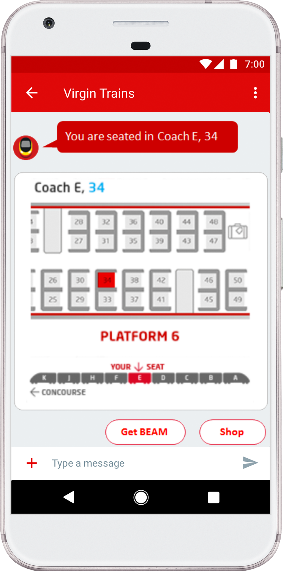 7:00
Virgin Trains
You are seated in Coach E, 34
Coach E, 34
28 32 36 40 44 48
27 31 35 39 43 47
26 30 34 38 42 46 50
25 29 33 37 41 45 49
PLATFORM 6
YOUR SEAT
K J H F E D C B A
CONCOURSE
Get BEAM
Shop
Type a message